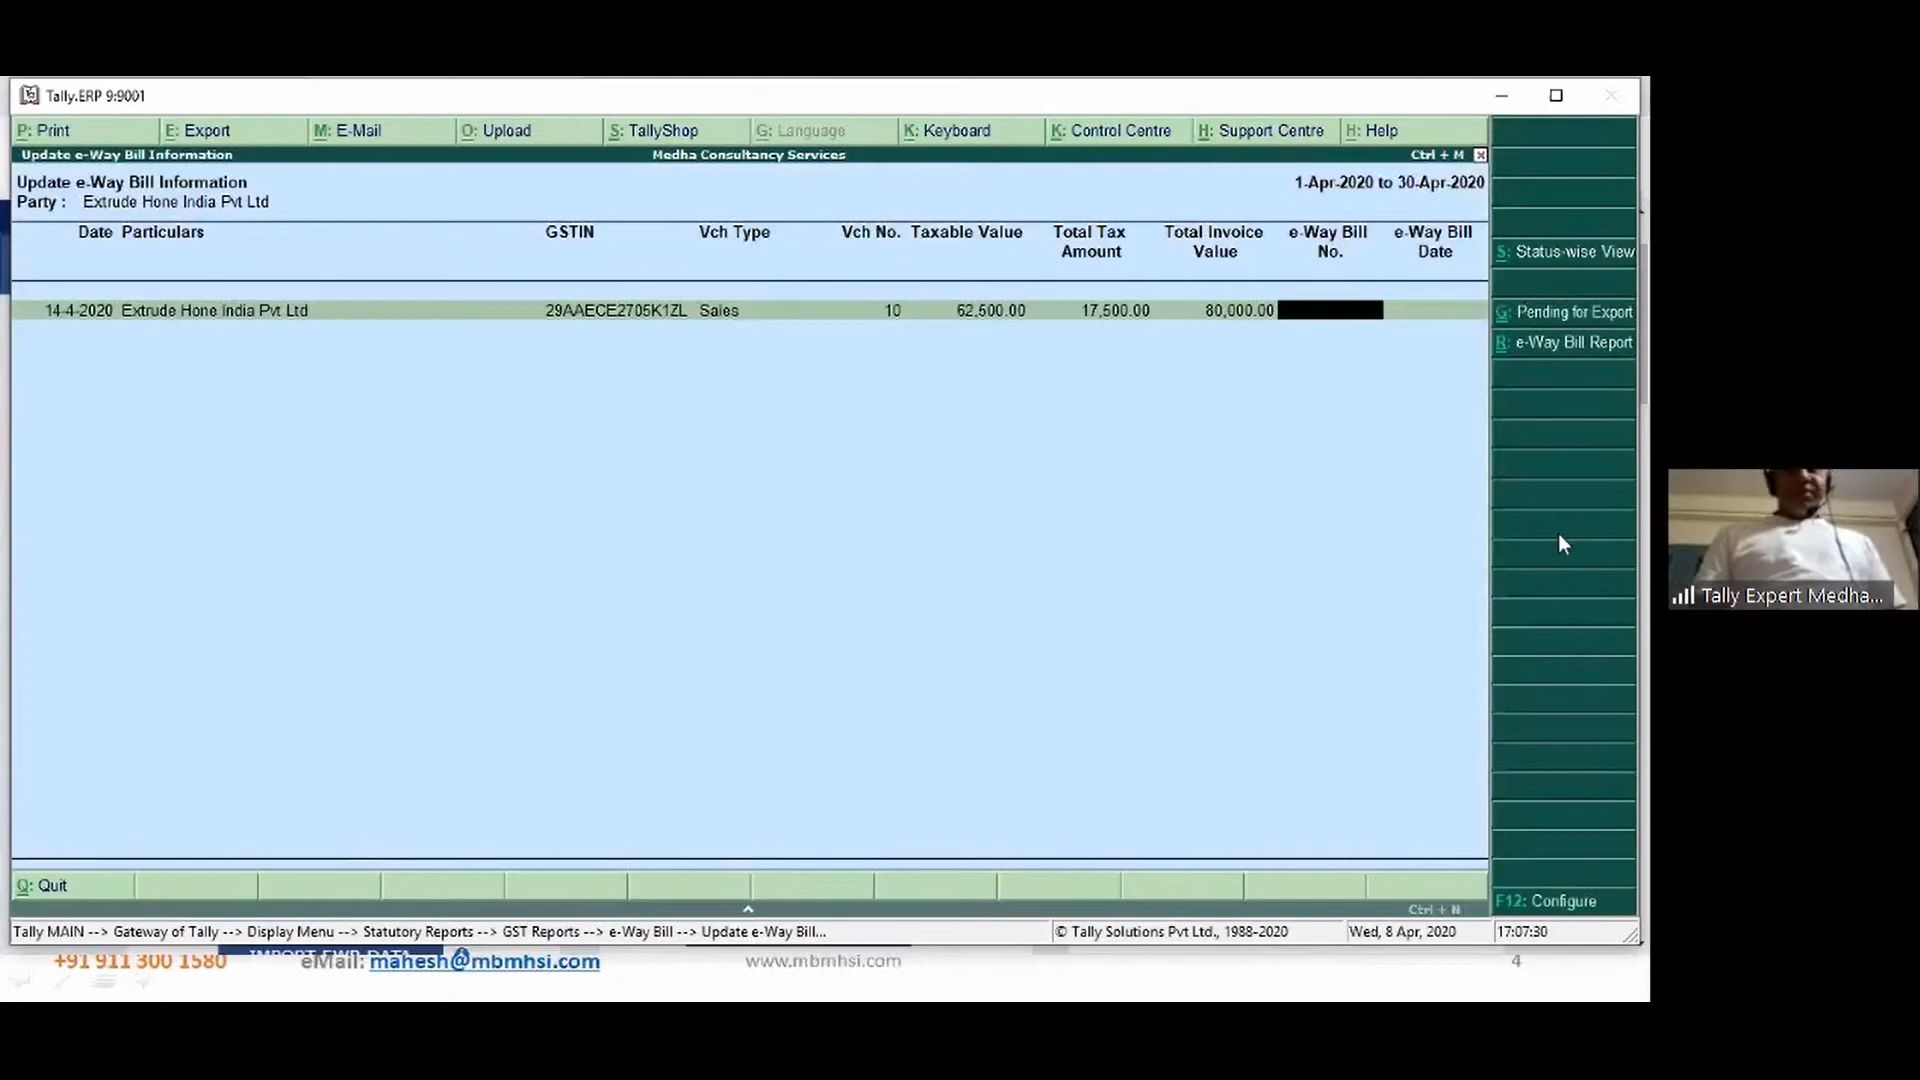 Tally.ERP 9:9001
P: Print E: Export M: E-Mail O: Upload S: TallyShop G: Language K: Keyboard K: Control Centre H: Support Centre H: Help
Update e-Way Bill Information Medha Consultancy Services Ctrl + M
Update e-Way Bill Information 1-Apr-2020 to 30-Apr-2020
Party : Extrude Hone India Pvt Ltd
Date Particulars GSTIN Vch Type Vch No. Taxable Value Total Tax Total Invoice e-Way Bill e-Way Bill
Amount Value No. Date
S: Status-wise View
14-4-2020 Extrude Hone India Pvt Ltd 29AAECE2705K1ZL Sales 10 62,500.00 17,500.00 80,000.00
G: Pending for Export
R: e-Way Bill Report
Tally Expert Medha...
Q: Quit
F12: Configure
Ctrl + N
Tally MAIN --> Gateway of Tally --> Display Menu --> Statutory Reports --> GST Reports --> e-Way Bill --> Update e-Way Bill... © Tally Solutions Pvt Ltd., 1988-2020 Wed, 8 Apr, 2020 17:07:30
IMPORT EWB DATA
+91 911 300 1580 eMail: mahesh@mbmhsi.com www.mbmhsi.com 4